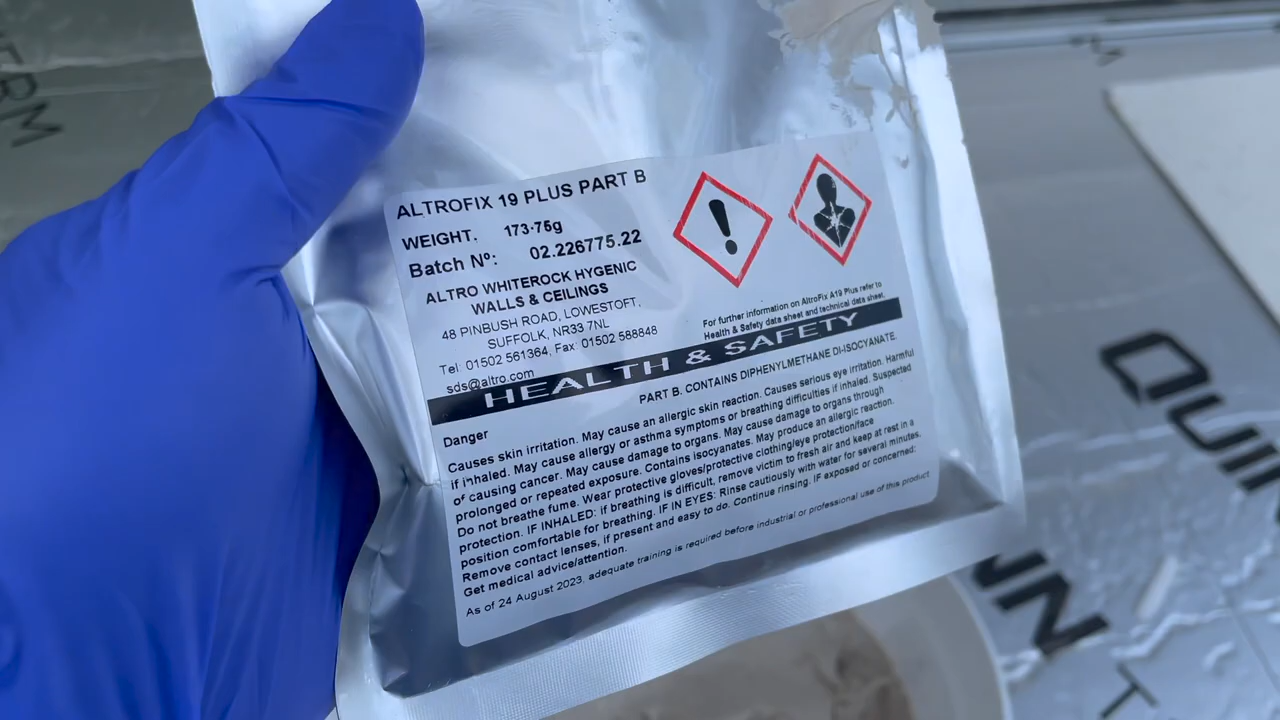 ALTROFIX 19 PLUS PART B
WEIGHT. 173·75g
Batch Nº: 02.226775.22
ALTRO WHITEROCK HYGENIC
WALLS & CEILINGS
48 PINBUSH ROAD, LOWESTOFT,
SUFFOLK, NR33 7NL
Tel: 01502 561364, Fax: 01502 588848
sds@altro.com
For further information on AltroFix A19 Plus refer to
Health & Safety data sheet and technical data sheet.
HEALTH & SAFETY
PART B. CONTAINS DIPHENYLMETHANE DI-ISOCYANATE.
Danger
Causes skin irritation. May cause an allergic skin reaction. Causes serious eye irritation. Harmful
if inhaled. May cause allergy or asthma symptoms or breathing difficulties if inhaled. Suspected
of causing cancer. May cause damage to organs. May cause damage to organs through
prolonged or repeated exposure. Contains isocyanates. May produce an allergic reaction.
Do not breathe fume. Wear protective gloves/protective clothing/eye protection/face
protection. IF INHALED: if breathing is difficult, remove victim to fresh air and keep at rest in a
position comfortable for breathing. IF IN EYES: Rinse cautiously with water for several minutes.
Remove contact lenses, if present and easy to do. Continue rinsing. IF exposed or concerned:
Get medical advice/attention.
As of 24 August 2023, adequate training is required before industrial or professional use of this product